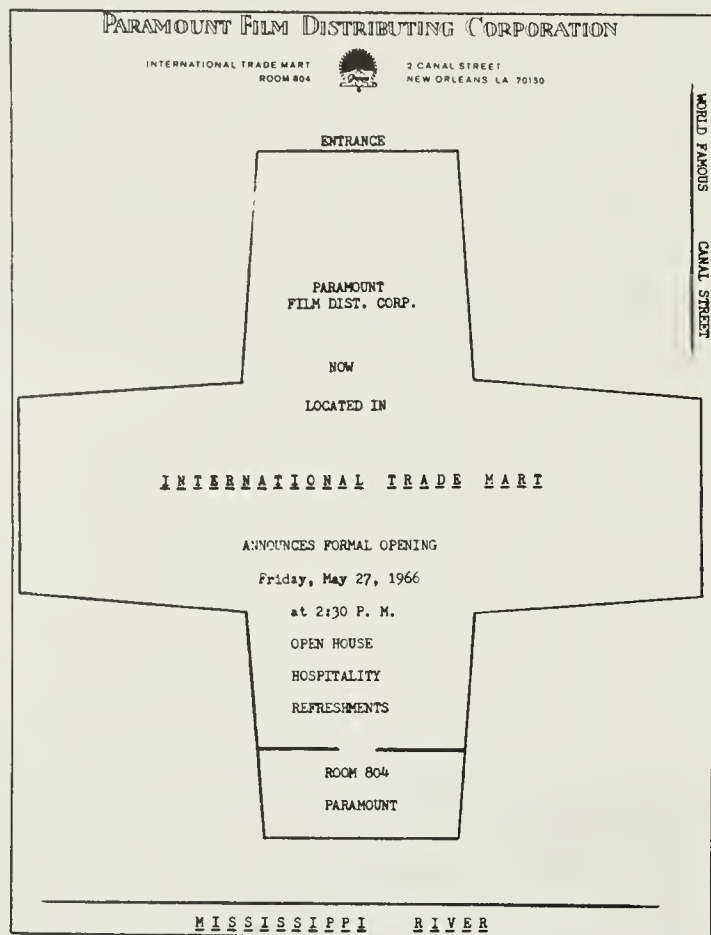 PARAMOUNT FILM DISTRIBUTING CORPORATION
INTERNATIONAL TRADE MART
ROOM 804
2 CANAL STREET
NEW ORLEANS LA 70130
ENTRANCE
WORLD FAMOUS CANAL STREET
PARAMOUNT
FILM DIST. CORP.
NOW
LOCATED IN
INTERNATIONAL TRADE MART
ANNOUNCES FORMAL OPENING
Friday, May 27, 1966
at 2:30 P. M.
OPEN HOUSE
HOSPITALITY
REFRESHMENTS
ROOM 804
PARAMOUNT
MISSISSIPPI RIVER